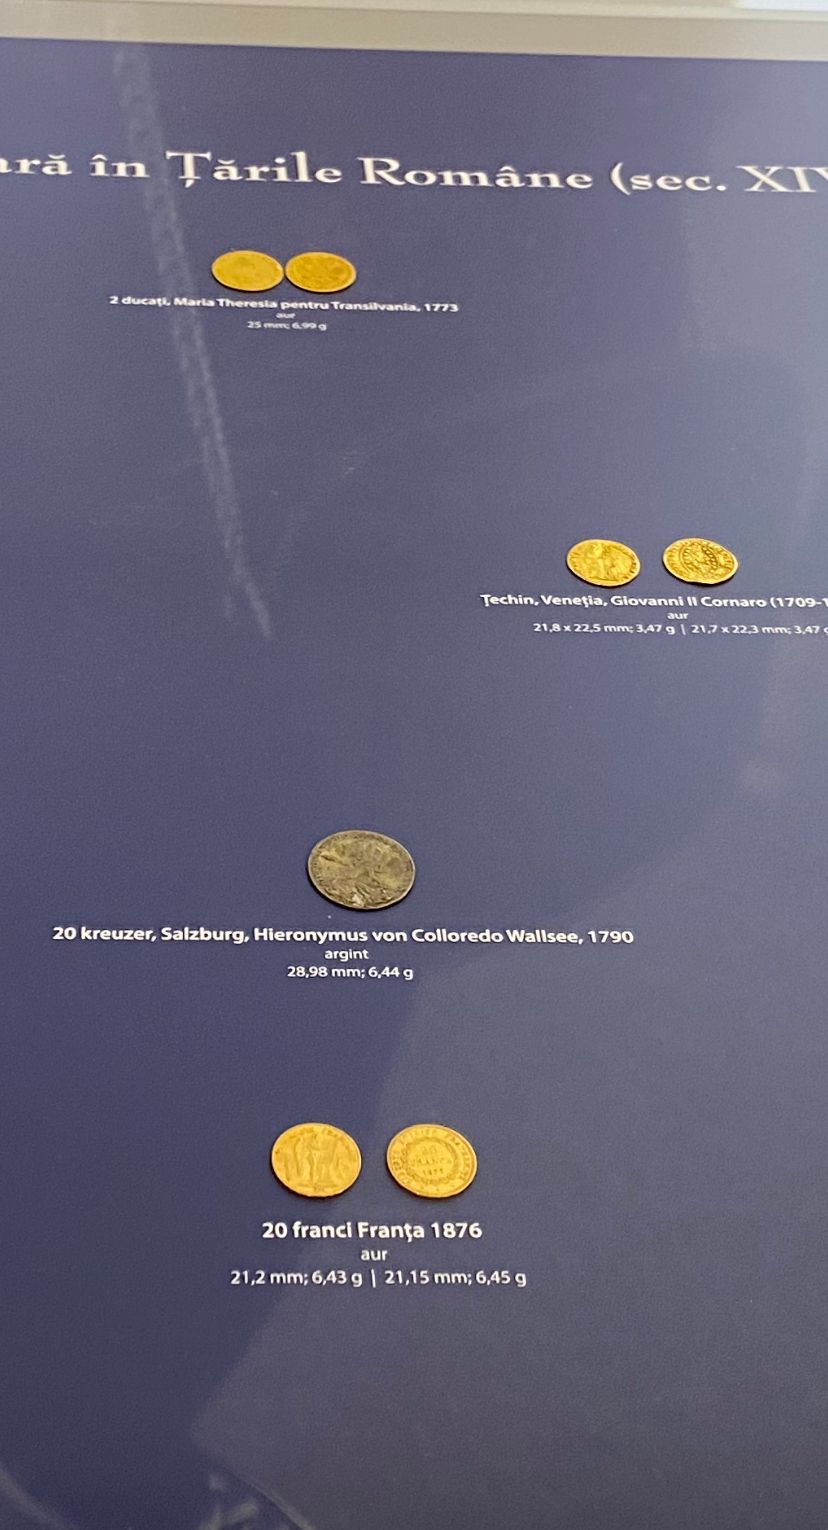 ară în Țările Române (sec. XIV
2 ducați, Maria Theresia pentru Transilvania, 1773
aur
25 mm; 6,99 g
Țechin, Veneția, Giovanni II Cornaro (1709-1
aur
21,8 x 22,5 mm; 3,47 g | 21,7 x 22,3 mm; 3,47 g
20 kreuzer, Salzburg, Hieronymus von Colloredo Wallsee, 1790
argint
28,98 mm; 6,44 g
20 franci Franța 1876
aur
21,2 mm; 6,43 g | 21,15 mm; 6,45 g